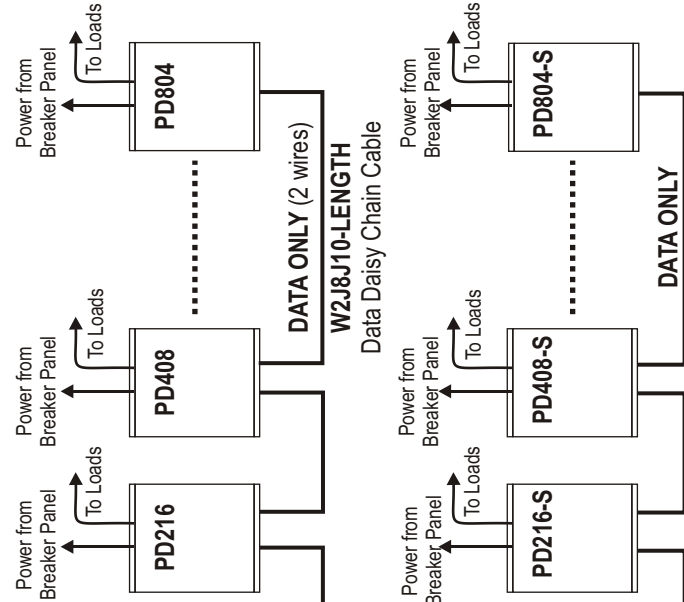 Power from
Breaker Panel
To Loads
PD804
Power from
Breaker Panel
To Loads
PD804-S
DATA ONLY (2 wires)
W2J8J10-LENGTH
Data Daisy Chain Cable
DATA ONLY
Power from
Breaker Panel
To Loads
PD408
Power from
Breaker Panel
To Loads
PD408-S
Power from
Breaker Panel
To Loads
PD216
Power from
Breaker Panel
To Loads
PD216-S